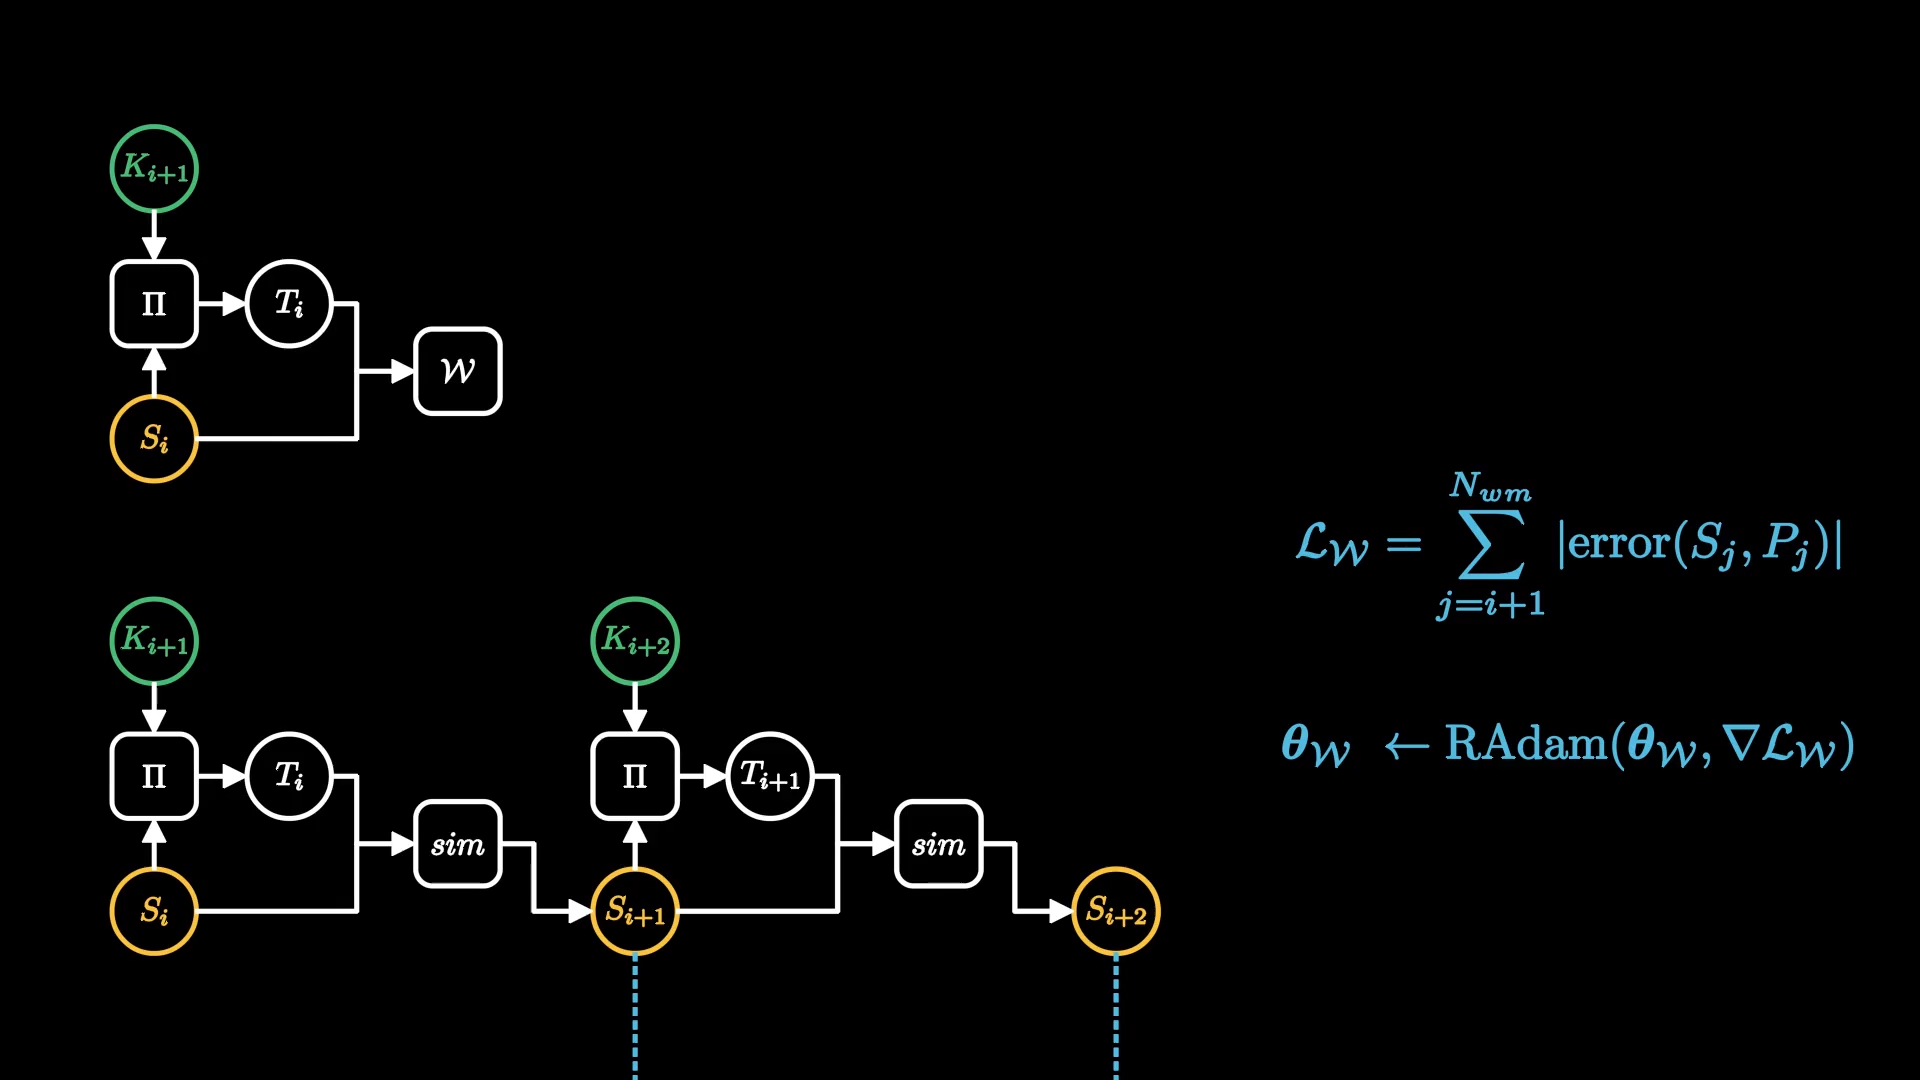 K_{i+1}
Π T_i
𝒲
S_i
ℒ_𝒲 = \sum_{j=i+1}^{N_{wm}} |error(S_j, P_j)|
K_{i+1} K_{i+2}
θ_𝒲 ← RAdam(θ_𝒲, ∇ℒ_𝒲)
Π T_i Π T_{i+1}
sim sim
S_i S_{i+1} S_{i+2}